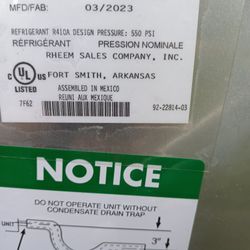 MFD/FAB: 03/2023
REFRIGERANT R410A DESIGN PRESSURE: 550 PSI
RÉFRIGÉRANT PRESSION NOMINALE
RHEEM SALES COMPANY, INC.
FORT SMITH, ARKANSAS
C UL US
LISTED
ASSEMBLED IN MEXICO
REUNI AUX MEXIQUE
7F62
92-22814-03
NOTICE
DO NOT OPERATE UNIT WITHOUT
CONDENSATE DRAIN TRAP
UNIT
3"